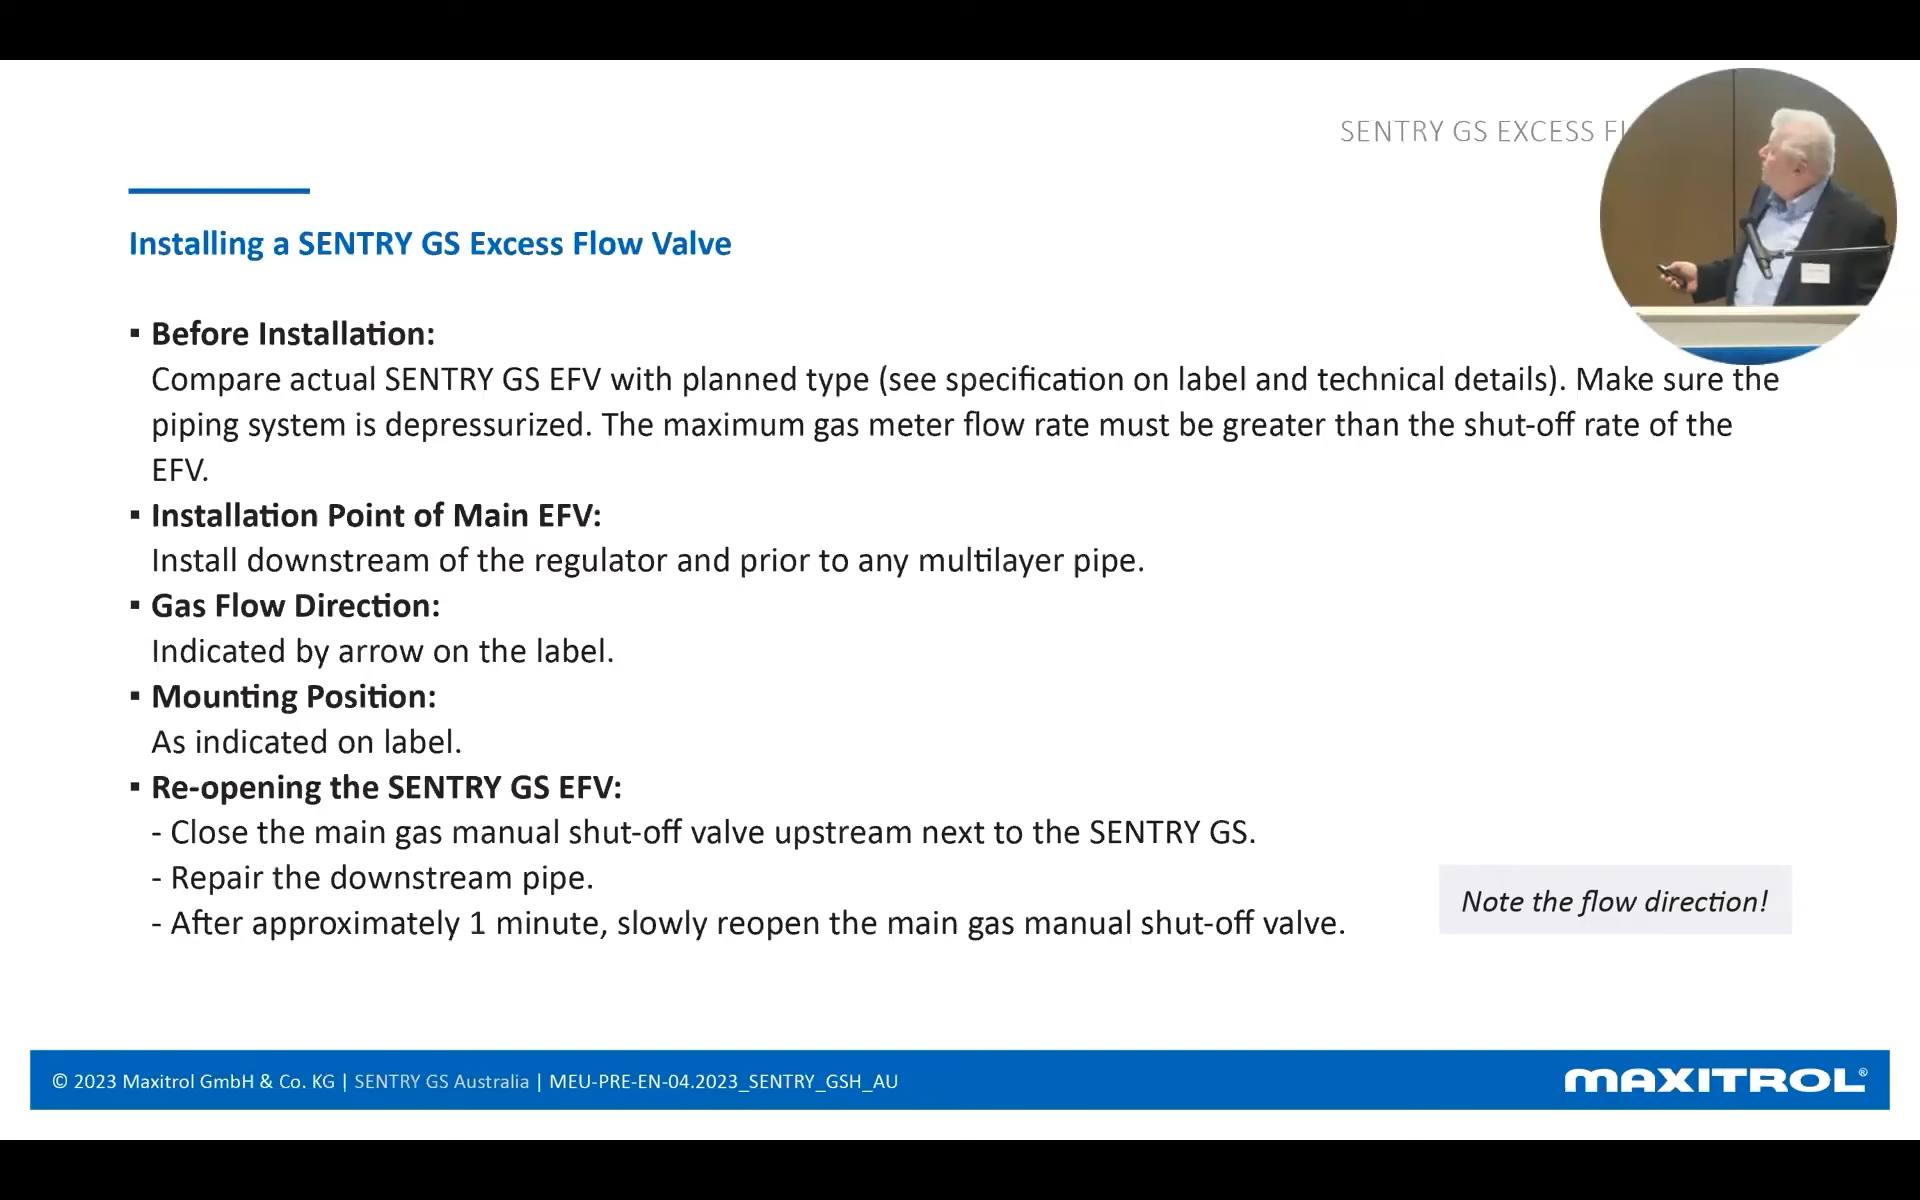 SENTRY GS EXCESS
Installing a SENTRY GS Excess Flow Valve
▪ Before Installation:
Compare actual SENTRY GS EFV with planned type (see specification on label and technical details). Make sure the
piping system is depressurized. The maximum gas meter flow rate must be greater than the shut-off rate of the
EFV.
▪ Installation Point of Main EFV:
Install downstream of the regulator and prior to any multilayer pipe.
▪ Gas Flow Direction:
Indicated by arrow on the label.
▪ Mounting Position:
As indicated on label.
▪ Re-opening the SENTRY GS EFV:
- Close the main gas manual shut-off valve upstream next to the SENTRY GS.
- Repair the downstream pipe.
- After approximately 1 minute, slowly reopen the main gas manual shut-off valve.
Note the flow direction!
© 2023 Maxitrol GmbH & Co. KG | SENTRY GS Australia | MEU-PRE-EN-04.2023_SENTRY_GSH_AU
MAXITROL®